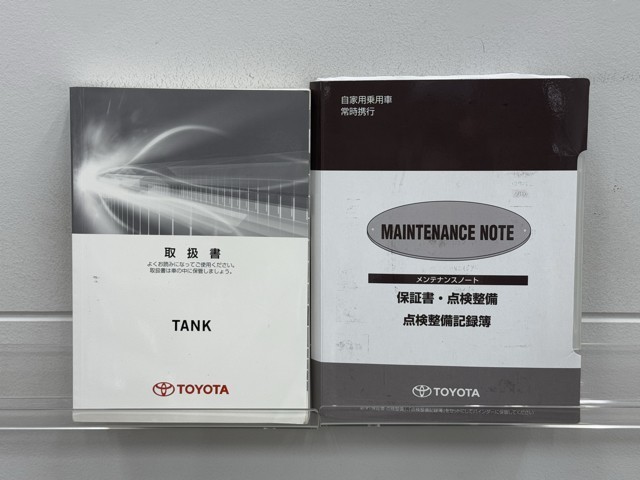 取扱書
よくお読みになってご使用ください。
取扱書は車の中に保管しましょう。
TANK
TOYOTA
自家用乗用車
常時携行
MAINTENANCE NOTE
メンテナンスノート
保証書・点検整備
点検整備記録簿
TOYOTA